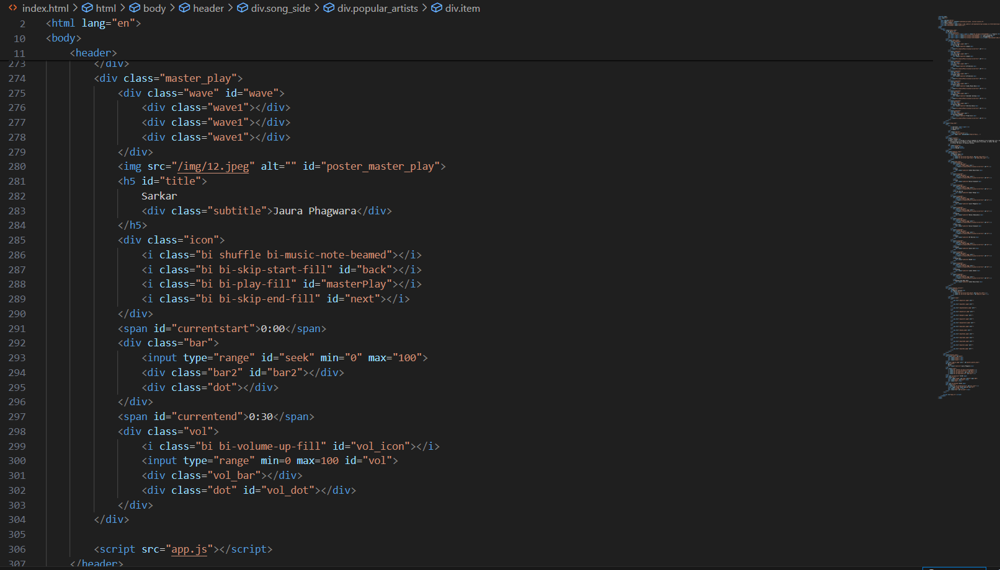 index.html > html > body > header > div.song_side > div.popular_artists > div.item
2 <html lang="en">
10 <body>
11 <header>
273 </div>
274 <div class="master_play">
275 <div class="wave" id="wave">
276 <div class="wave1"></div>
277 <div class="wave1"></div>
278 <div class="wave1"></div>
279 </div>
280 <img src="/img/12.jpeg" alt="" id="poster_master_play">
281 <h5 id="title">
282 Sarkar
283 <div class="subtitle">Jaura Phagwara</div>
284 </h5>
285 <div class="icon">
286 <i class="bi shuffle bi-music-note-beamed"></i>
287 <i class="bi bi-skip-start-fill" id="back"></i>
288 <i class="bi bi-play-fill" id="masterPlay"></i>
289 <i class="bi bi-skip-end-fill" id="next"></i>
290 </div>
291 <span id="currentstart">0:00</span>
292 <div class="bar">
293 <input type="range" id="seek" min="0" max="100">
294 <div class="bar2" id="bar2"></div>
295 <div class="dot"></div>
296 </div>
297 <span id="currentend">0:30</span>
298 <div class="vol">
299 <i class="bi bi-volume-up-fill" id="vol_icon"></i>
300 <input type="range" min=0 max=100 id="vol">
301 <div class="vol_bar"></div>
302 <div class="dot" id="vol_dot"></div>
303 </div>
304 </div>
305
306 <script src="app.js"></script>
307 </header>